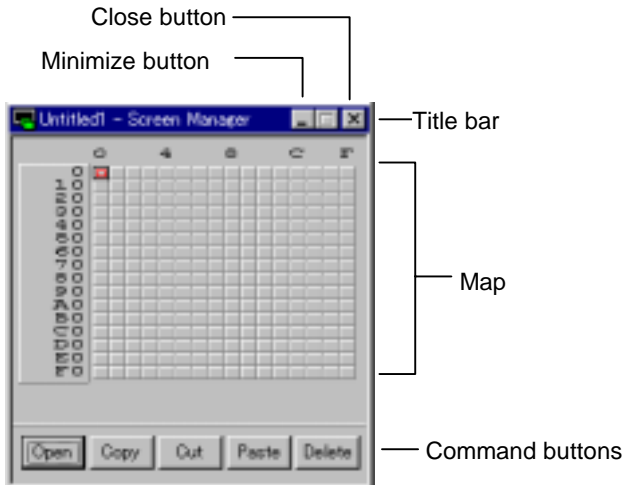 Close button
Minimize button
Untitled1 - Screen Manager
Title bar
0 4 8 C F
0
10
20
30
40
50
60
70
80
90
A0
B0
C0
D0
E0
F0
Map
Open Copy Cut Paste Delete
Command buttons